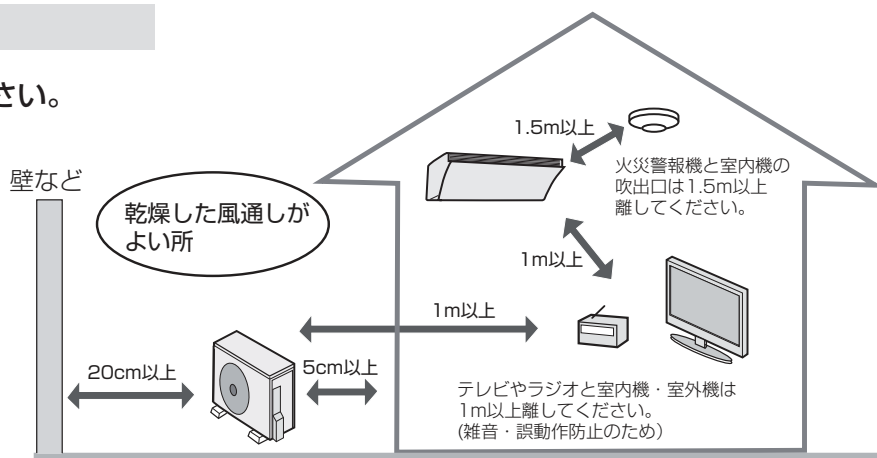 さい。
壁など
乾燥した風通しが
よい所
1.5m以上
火災警報機と室内機の
吹出口は1.5m以上
離してください。
1m以上
1m以上
20cm以上
5cm以上
テレビやラジオと室内機・室外機は
1m以上離してください。
(雑音・誤動作防止のため）